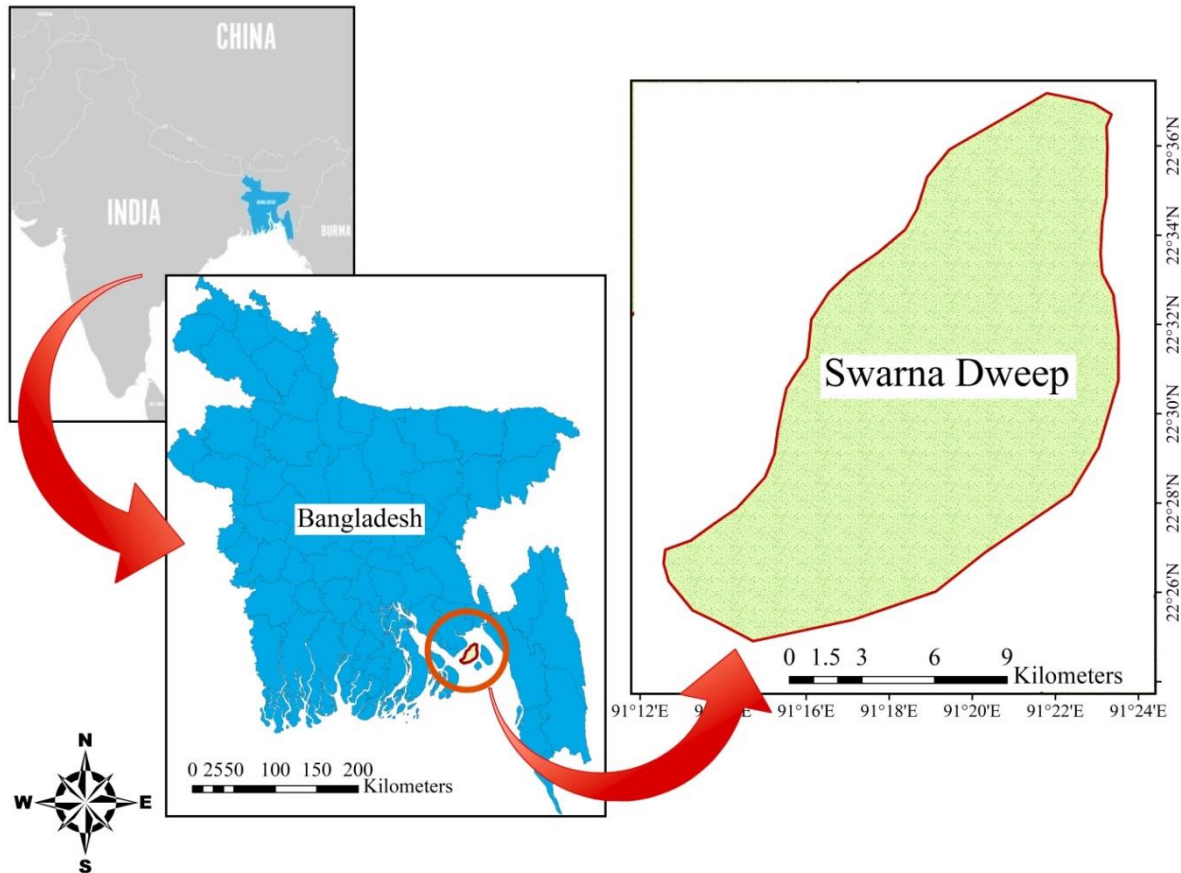 CHINA
INDIA
BURMA
Bangladesh
0 2550 100 150 200
Kilometers
N
W E
S
Swarna Dweep
0 1.5 3 6 9
Kilometers
22°36'N
22°34'N
22°32'N
22°30'N
22°28'N
22°26'N
91°12'E
91°16'E 91°18'E 91°20'E 91°22'E 91°24'E